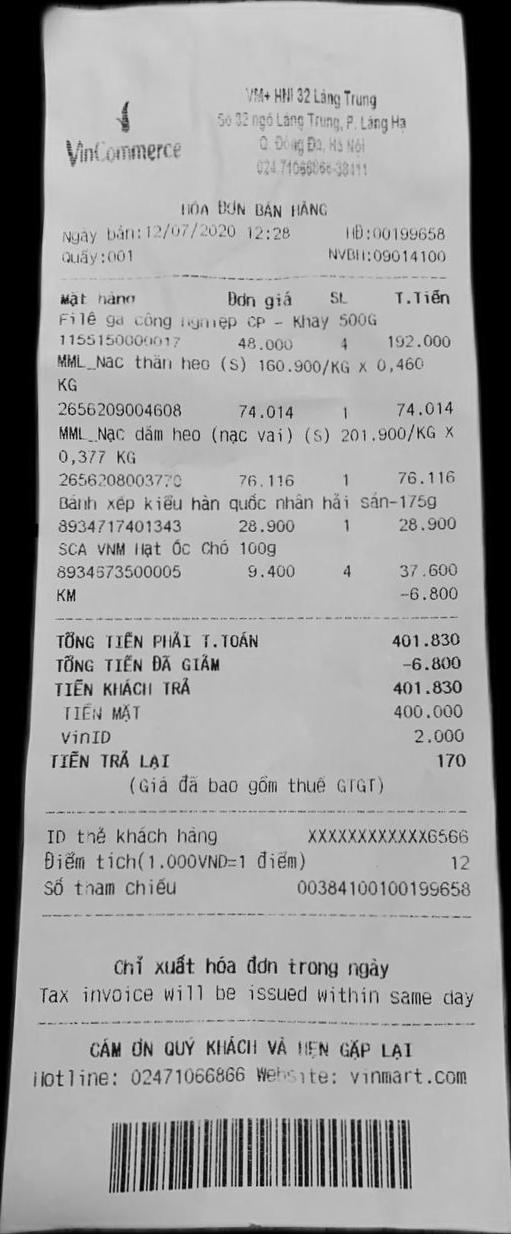 VinCommerce
VM+ HNI 32 Láng Trung
Số 32 ngõ Láng Trung, P. Láng Hạ
Q. Đống Đa, Hà Nội
024.71066866-38411
HÓA ĐƠN BÁN HÀNG
Ngày bán:12/07/2020 12:28 HĐ:00199658
Quầy:001 NVBH:09014100
Mặt hàng Đơn giá SL T.Tiền
Filê gà công nghiệp CP - Khay 500G
1155150000017 48.000 4 192.000
MML_Nạc thăn heo (S) 160.900/KG X 0,460
KG
2656209004608 74.014 1 74.014
MML_Nạc dăm heo (nạc vai) (S) 201.900/KG X
0,377 KG
2656208003770 76.116 1 76.116
Bánh xếp kiểu hàn quốc nhân hải sản-175g
8934717401343 28.900 1 28.900
SCA VNM Hạt Óc Chó 100g
8934673500005 9.400 4 37.600
KM -6.800
TỔNG TIỀN PHẢI T.TOÁN 401.830
TỔNG TIỀN ĐÃ GIẢM -6.800
TIỀN KHÁCH TRẢ 401.830
TIỀN MẶT 400.000
VinID 2.000
TIỀN TRẢ LẠI 170
(Giá đã bao gồm thuế GTGT)
ID thẻ khách hàng XXXXXXXXXXXX6566
Điểm tích(1.000VND=1 điểm) 12
Số tham chiếu 00384100100199658
Chỉ xuất hóa đơn trong ngày
Tax invoice will be issued within same day
CẢM ƠN QUÝ KHÁCH VÀ HẸN GẶP LẠI
Hotline: 02471066866 Website: vinmart.com